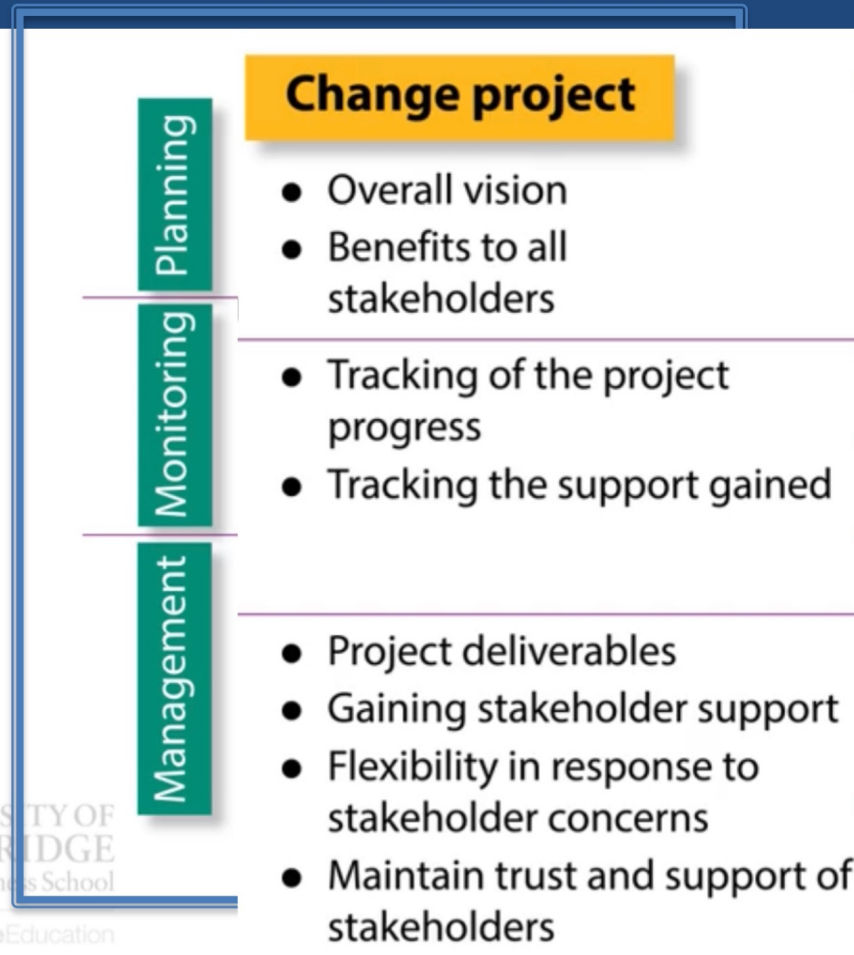 Change project
Planning
● Overall vision
● Benefits to all
stakeholders
Monitoring
● Tracking of the project
progress
● Tracking the support gained
Management
● Project deliverables
● Gaining stakeholder support
● Flexibility in response to
stakeholder concerns
● Maintain trust and support of
stakeholders
TY OF
RIDGE
School
Education